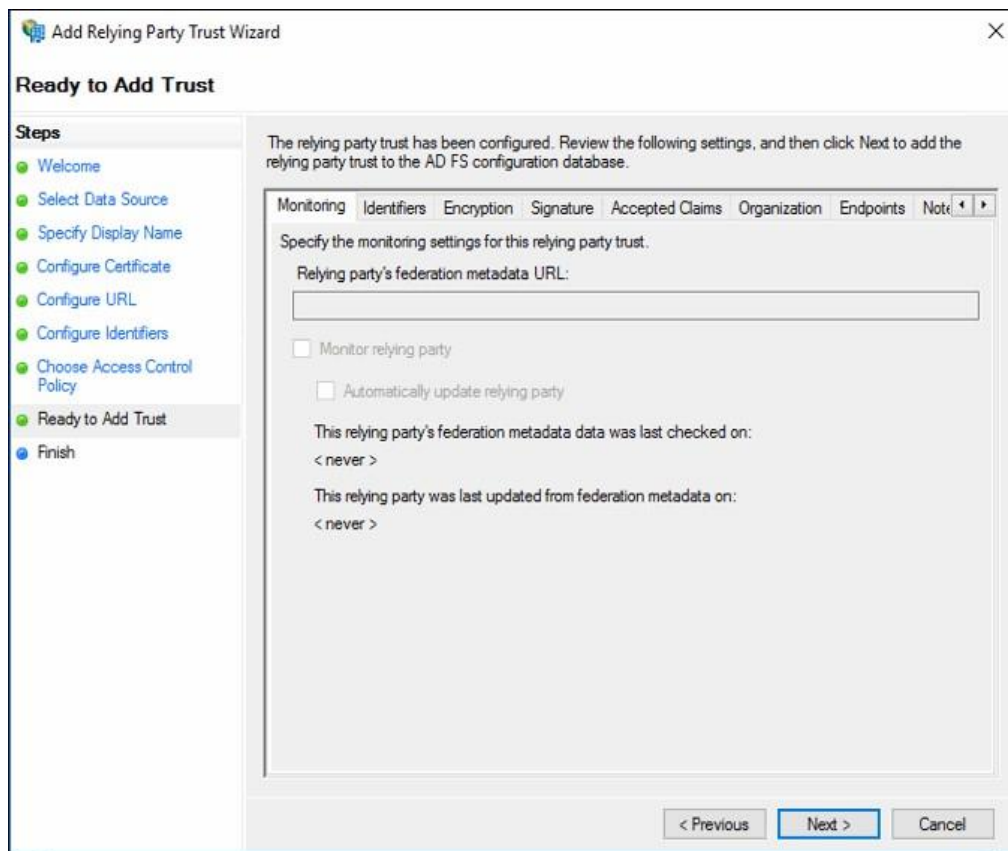 Add Relying Party Trust Wizard
Ready to Add Trust
Steps
Welcome
Select Data Source
Specify Display Name
Configure Certificate
Configure URL
Configure Identifiers
Choose Access Control
Policy
Ready to Add Trust
Finish
The relying party trust has been configured. Review the following settings, and then click Next to add the
relying party trust to the AD FS configuration database.
Monitoring Identifiers Encryption Signature Accepted Claims Organization Endpoints
Specify the monitoring settings for this relying party trust.
Relying party's federation metadata URL:
Monitor relying party
Automatically update relying party
This relying party's federation metadata data was last checked on:
< never >
This relying party was last updated from federation metadata on:
< never >
< Previous Next > Cancel